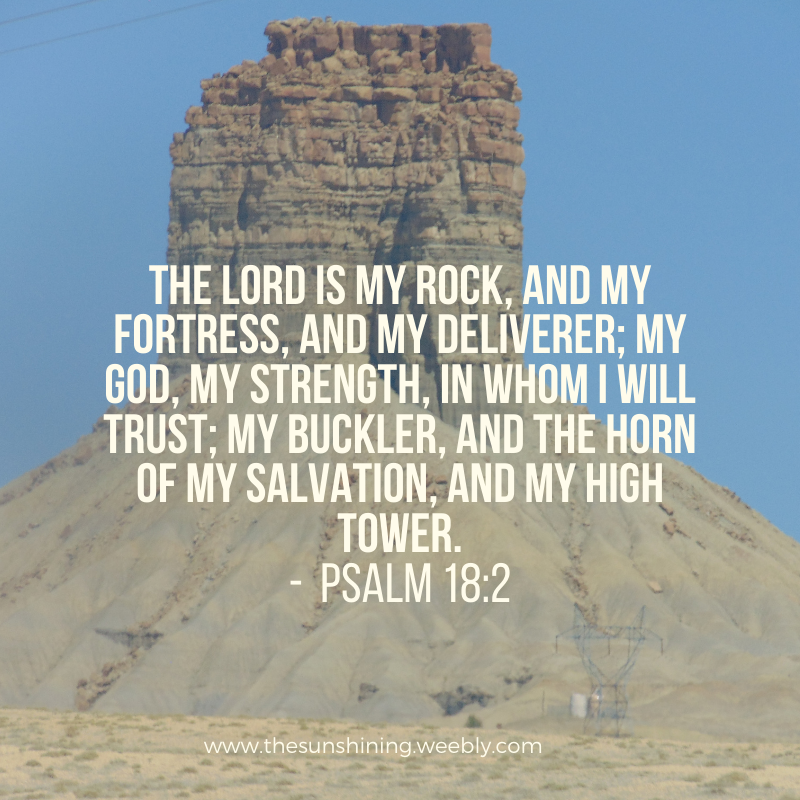 THE LORD IS MY ROCK, AND MY
FORTRESS, AND MY DELIVERER; MY
GOD, MY STRENGTH, IN WHOM I WILL
TRUST; MY BUCKLER, AND THE HORN
OF MY SALVATION, AND MY HIGH
TOWER.
- PSALM 18:2
www.thesunshining.weebly.com